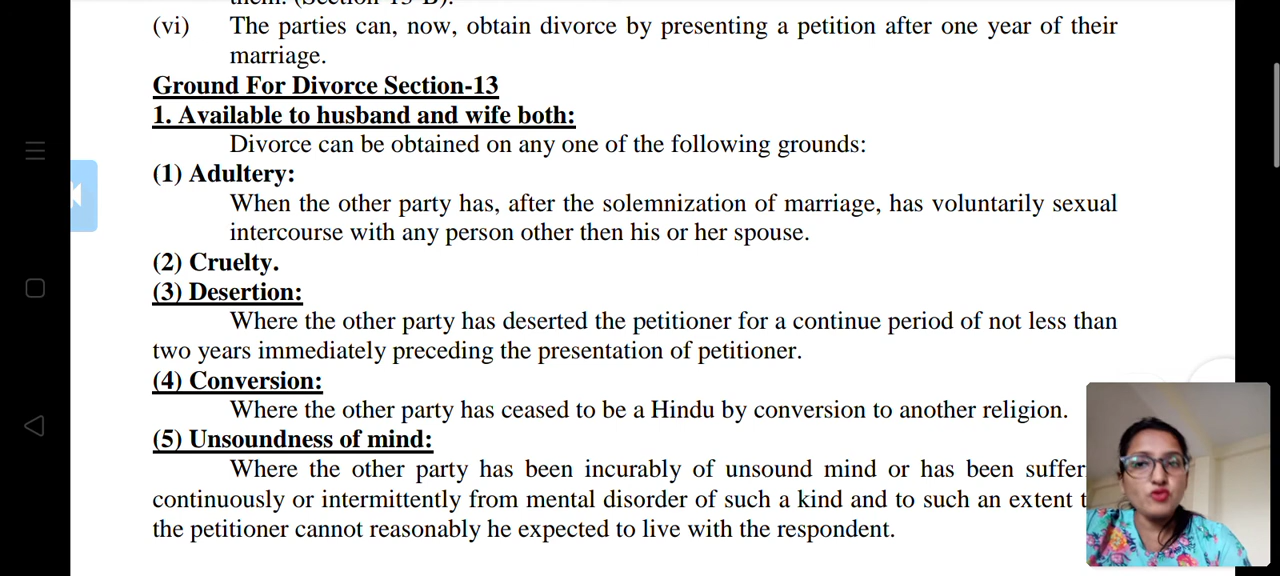 them. (Section-13-B).
(vi) The parties can, now, obtain divorce by presenting a petition after one year of their
marriage.
Ground For Divorce Section-13
1. Available to husband and wife both:
Divorce can be obtained on any one of the following grounds:
(1) Adultery:
When the other party has, after the solemnization of marriage, has voluntarily sexual
intercourse with any person other then his or her spouse.
(2) Cruelty.
(3) Desertion:
Where the other party has deserted the petitioner for a continue period of not less than
two years immediately preceding the presentation of petitioner.
(4) Conversion:
Where the other party has ceased to be a Hindu by conversion to another religion.
(5) Unsoundness of mind:
Where the other party has been incurably of unsound mind or has been suffer
continuously or intermittently from mental disorder of such a kind and to such an extent t
the petitioner cannot reasonably he expected to live with the respondent.